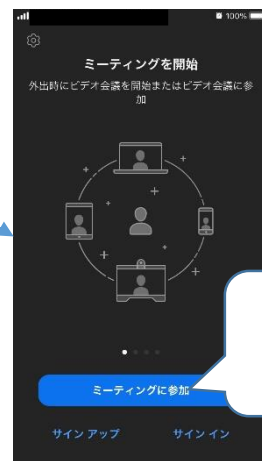 100%
ミーティングを開始
外出時にビデオ会議を開始またはビデオ会議に参
加
ミーティングに参加
サイン アップ
サイン イン